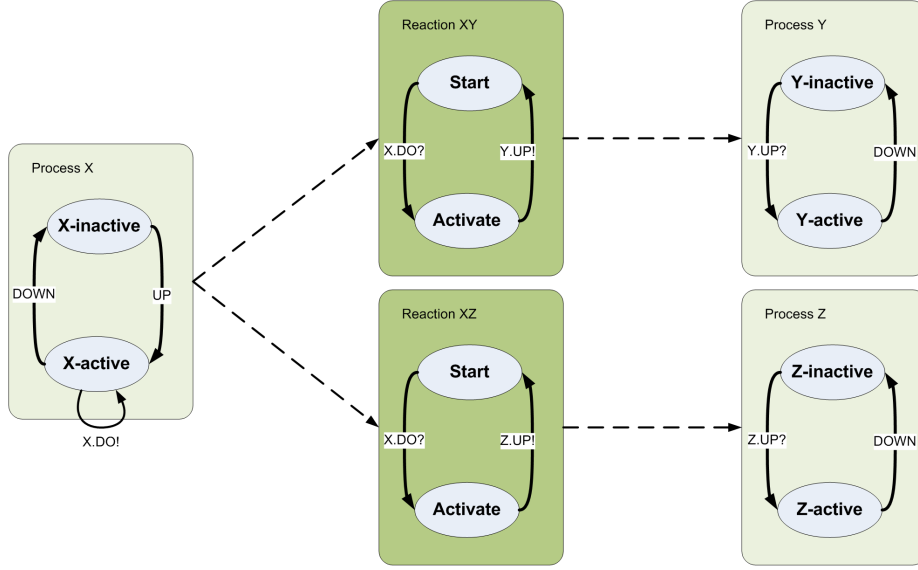 Process X
X-inactive
DOWN
UP
X-active
X.DO!
Reaction XY
Start
X.DO?
Y.UP!
Activate
Process Y
Y-inactive
Y.UP?
DOWN
Y-active
Reaction XZ
Start
X.DO?
Z.UP!
Activate
Process Z
Z-inactive
Z.UP?
DOWN
Z-active